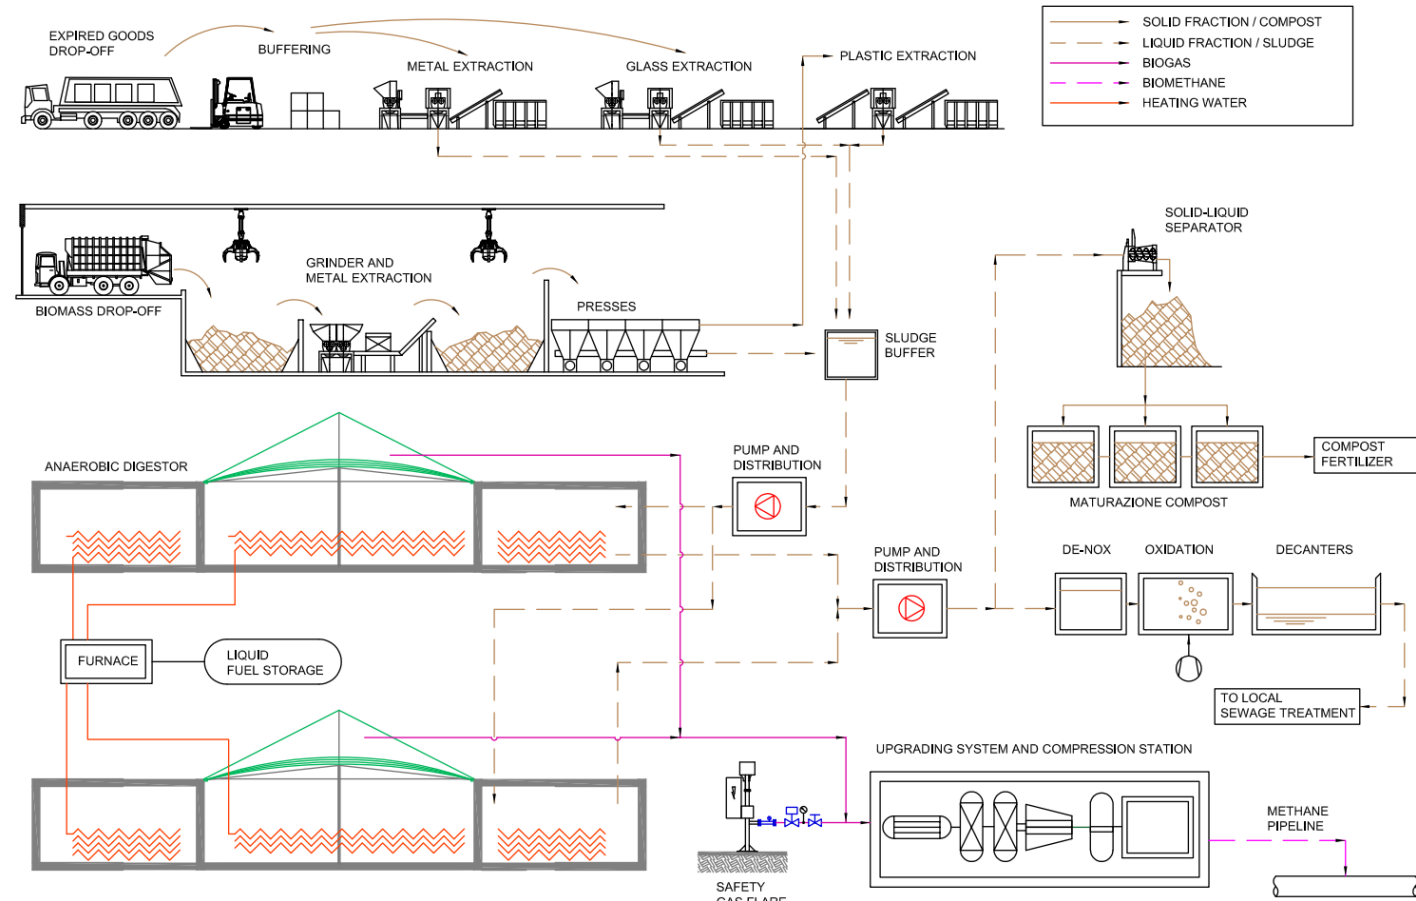 EXPIRED GOODS
DROP-OFF
BUFFERING
METAL EXTRACTION
GLASS EXTRACTION
PLASTIC EXTRACTION
SOLID FRACTION / COMPOST
LIQUID FRACTION / SLUDGE
BIOGAS
BIOMETHANE
HEATING WATER
BIOMASS DROP-OFF
GRINDER AND
METAL EXTRACTION
PRESSES
SLUDGE
BUFFER
SOLID-LIQUID
SEPARATOR
COMPOST
FERTILIZER
MATURAZIONE COMPOST
ANAEROBIC DIGESTOR
PUMP AND
DISTRIBUTION
PUMP AND
DISTRIBUTION
DE-NOX
OXIDATION
DECANTERS
FURNACE
LIQUID
FUEL STORAGE
TO LOCAL
SEWAGE TREATMENT
UPGRADING SYSTEM AND COMPRESSION STATION
METHANE
PIPELINE
SAFETY
GAS FLARE